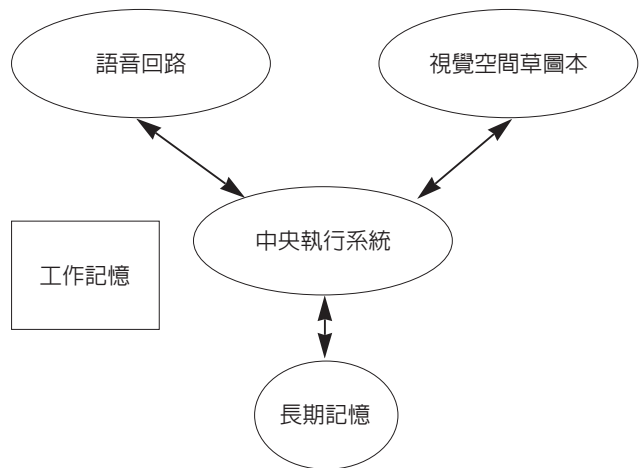 語音回路
視覺空間草圖本
中央執行系統
工作記憶
長期記憶